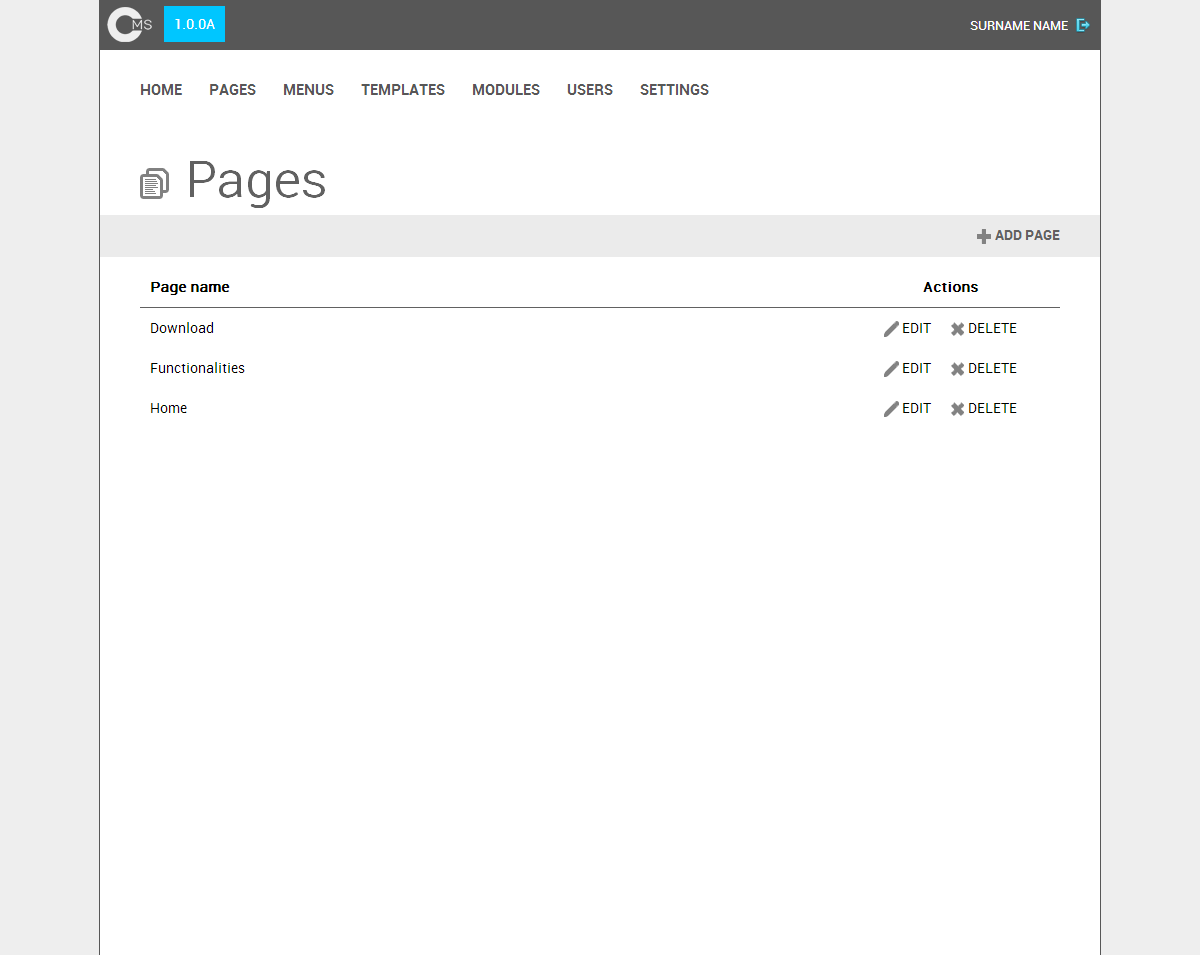 CMS 1.0.0A SURNAME NAME
HOME PAGES MENUS TEMPLATES MODULES USERS SETTINGS
Pages
ADD PAGE
Page name Actions
Download EDIT DELETE
Functionalities EDIT DELETE
Home EDIT DELETE